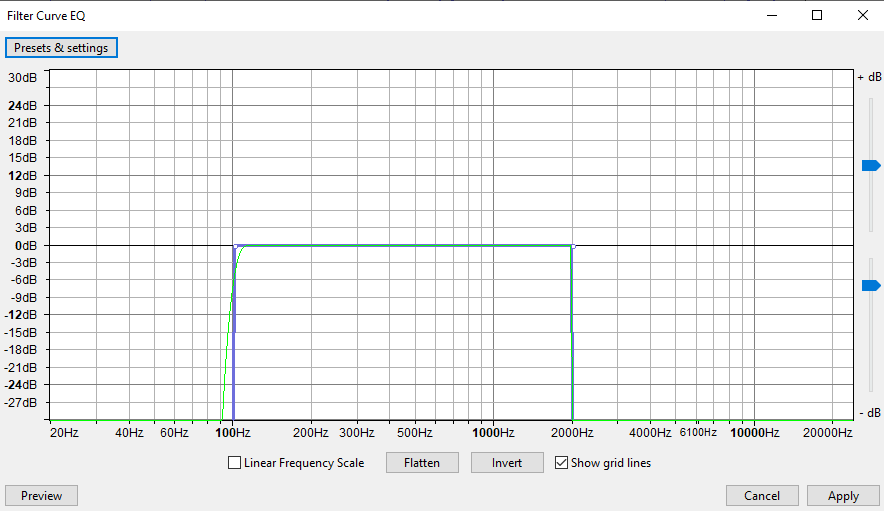 Filter Curve EQ
Presets & settings
30dB
24dB
21dB
18dB
15dB
12dB
9dB
6dB
3dB
0dB
-3dB
-6dB
-9dB
-12dB
-15dB
-18dB
-21dB
-24dB
-27dB
+ dB
- dB
20Hz 40Hz 60Hz 100Hz 200Hz 300Hz 500Hz 1000Hz 2000Hz 4000Hz 6100Hz 10000Hz 20000Hz
Linear Frequency Scale Flatten Invert Show grid lines
Preview Cancel Apply